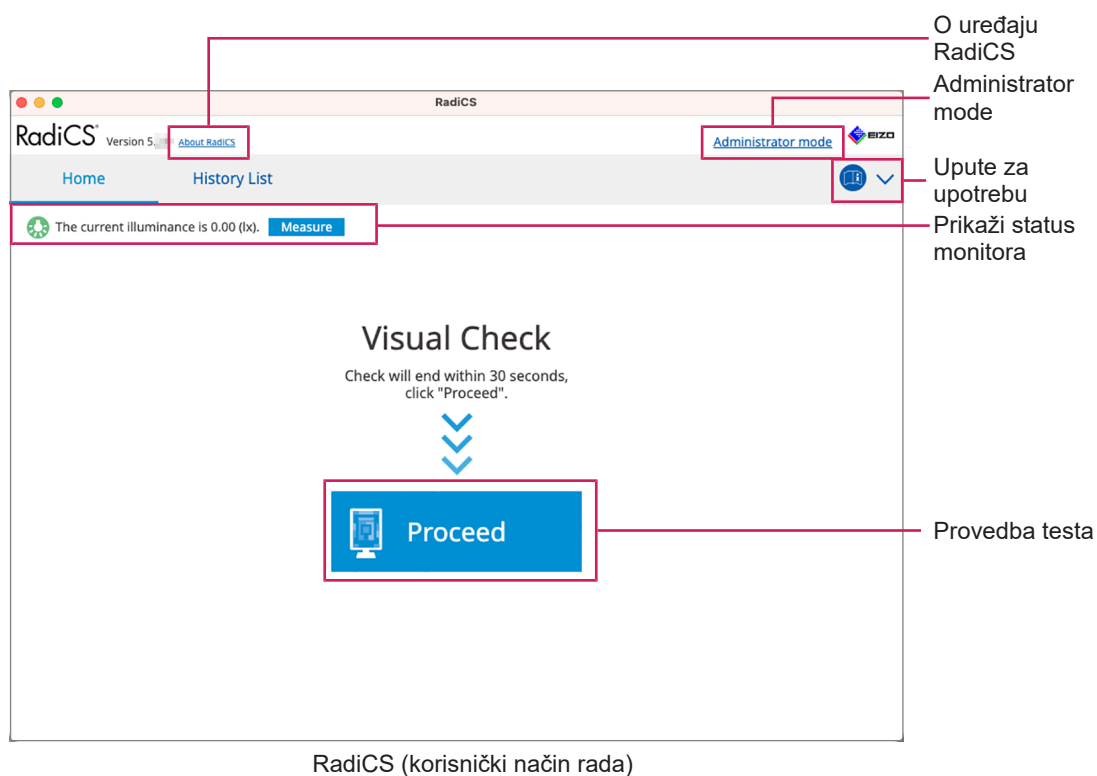 O uređaju
RadiCS
Administrator
mode
RadiCS
RadiCS® Version 5. About RadiCS Administrator mode EIZO
Home History List
Upute za
upotrebu
The current illuminance is 0.00 (lx). Measure
Prikaži status
monitora
Visual Check
Check will end within 30 seconds,
click "Proceed".
Proceed
Provedba testa
RadiCS (korisnički način rada)